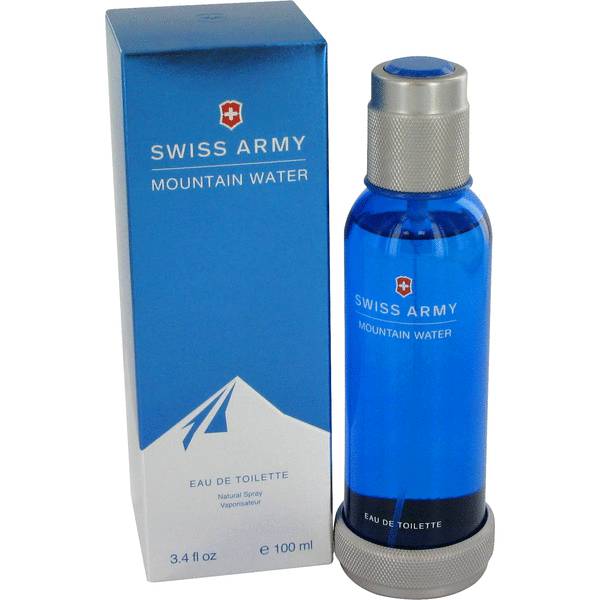 SWISS ARMY
MOUNTAIN WATER
EAU DE TOILETTE
Natural Spray
Vaporisateur
3.4 fl oz ℮ 100 ml
SWISS ARMY
MOUNTAIN WATER
EAU DE TOILETTE